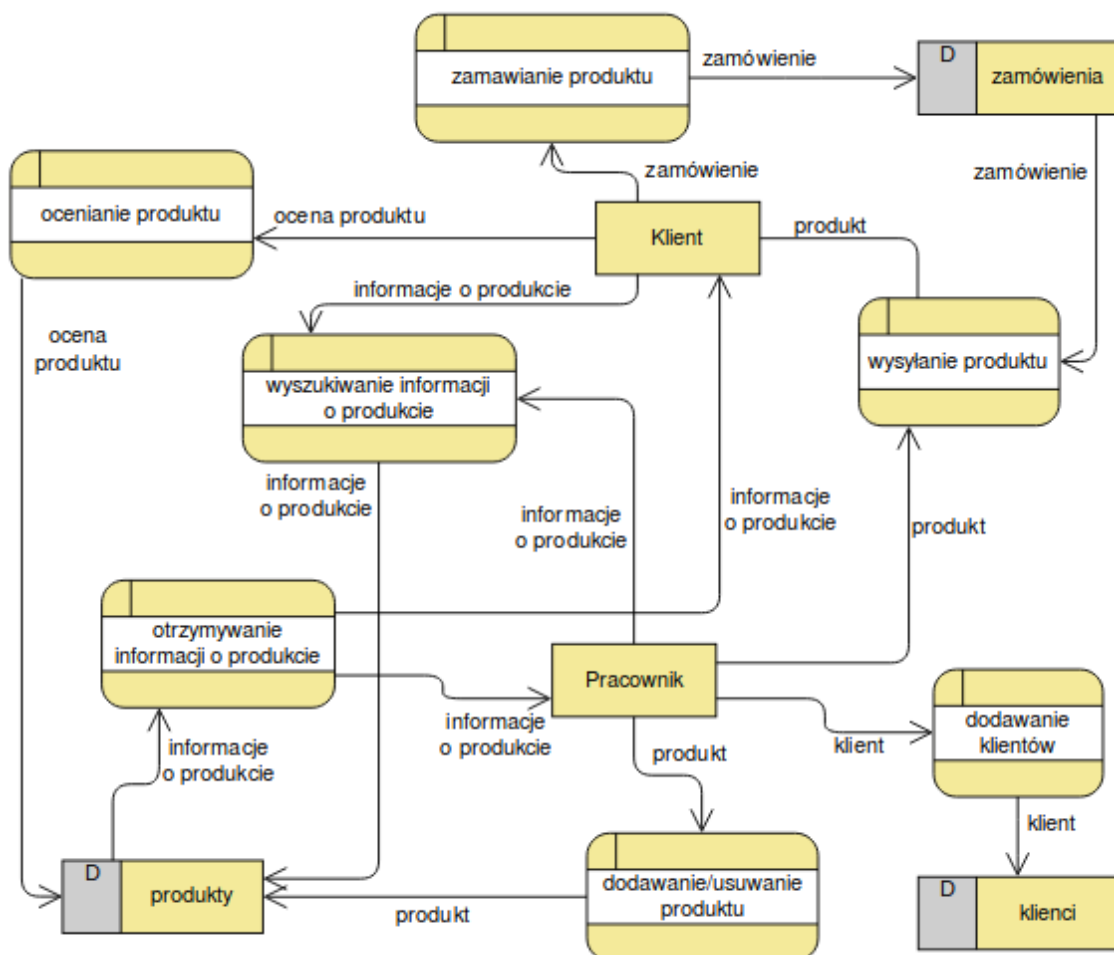 zamawianie produktu
zamówienie
D
zamówienia
zamówienie
zamówienie
ocenianie produktu
ocena produktu
Klient
produkt
informacje o produkcie
ocena
produktu
wyszukiwanie informacji
o produkcie
wysyłanie produktu
informacje
o produkcie
informacje
o produkcie
informacje
o produkcie
produkt
otrzymywanie
informacji o produkcie
Pracownik
informacje
o produkcie
informacje
o produkcie
produkt
klient
dodawanie
klientów
klient
D
produkty
produkt
dodawanie/usuwanie
produktu
D
klienci